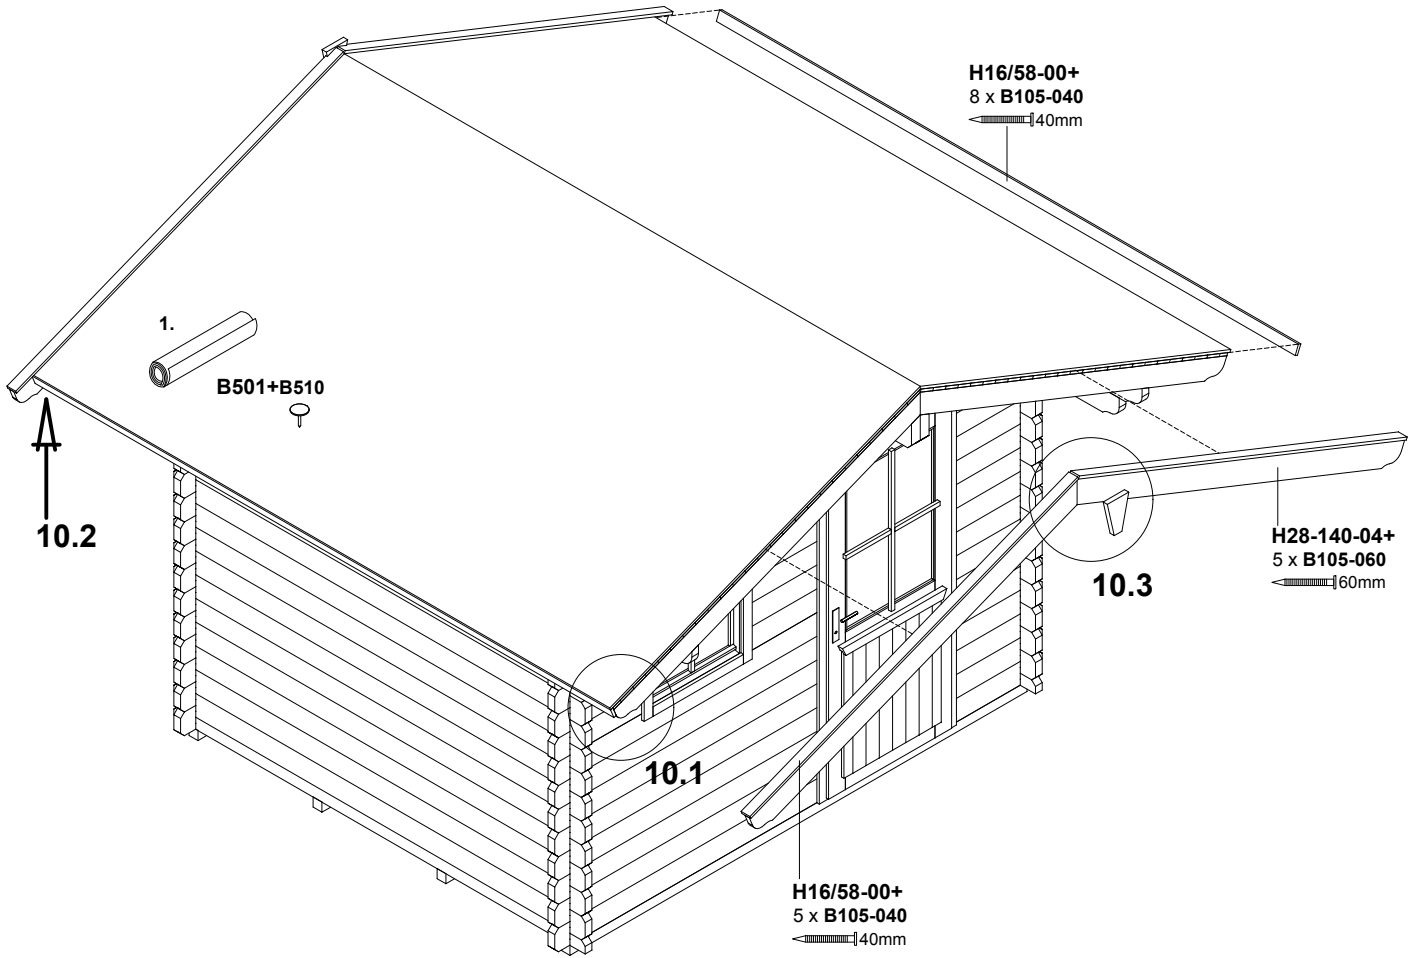 H16/58-00+
8 x B105-040
40mm
1.
B501+B510
10.2
10.3
H28-140-04+
5 x B105-060
60mm
10.1
H16/58-00+
5 x B105-040
40mm